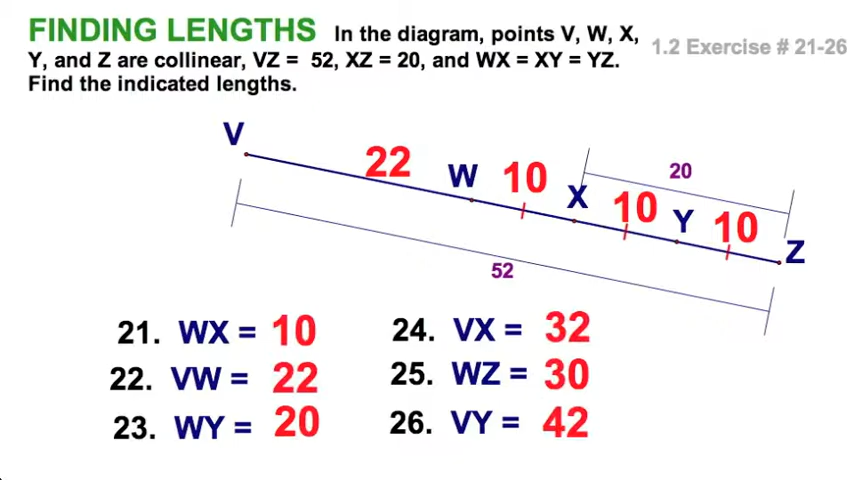 FINDING LENGTHS In the diagram, points V, W, X,
1.2 Exercise # 21-26
Y, and Z are collinear, VZ = 52, XZ = 20, and WX = XY = YZ.
Find the indicated lengths.
V
22
W
10
X
20
10
Y
10
Z
52
21. WX = 10
22. VW = 22
23. WY = 20
24. VX = 32
25. WZ = 30
26. VY = 42